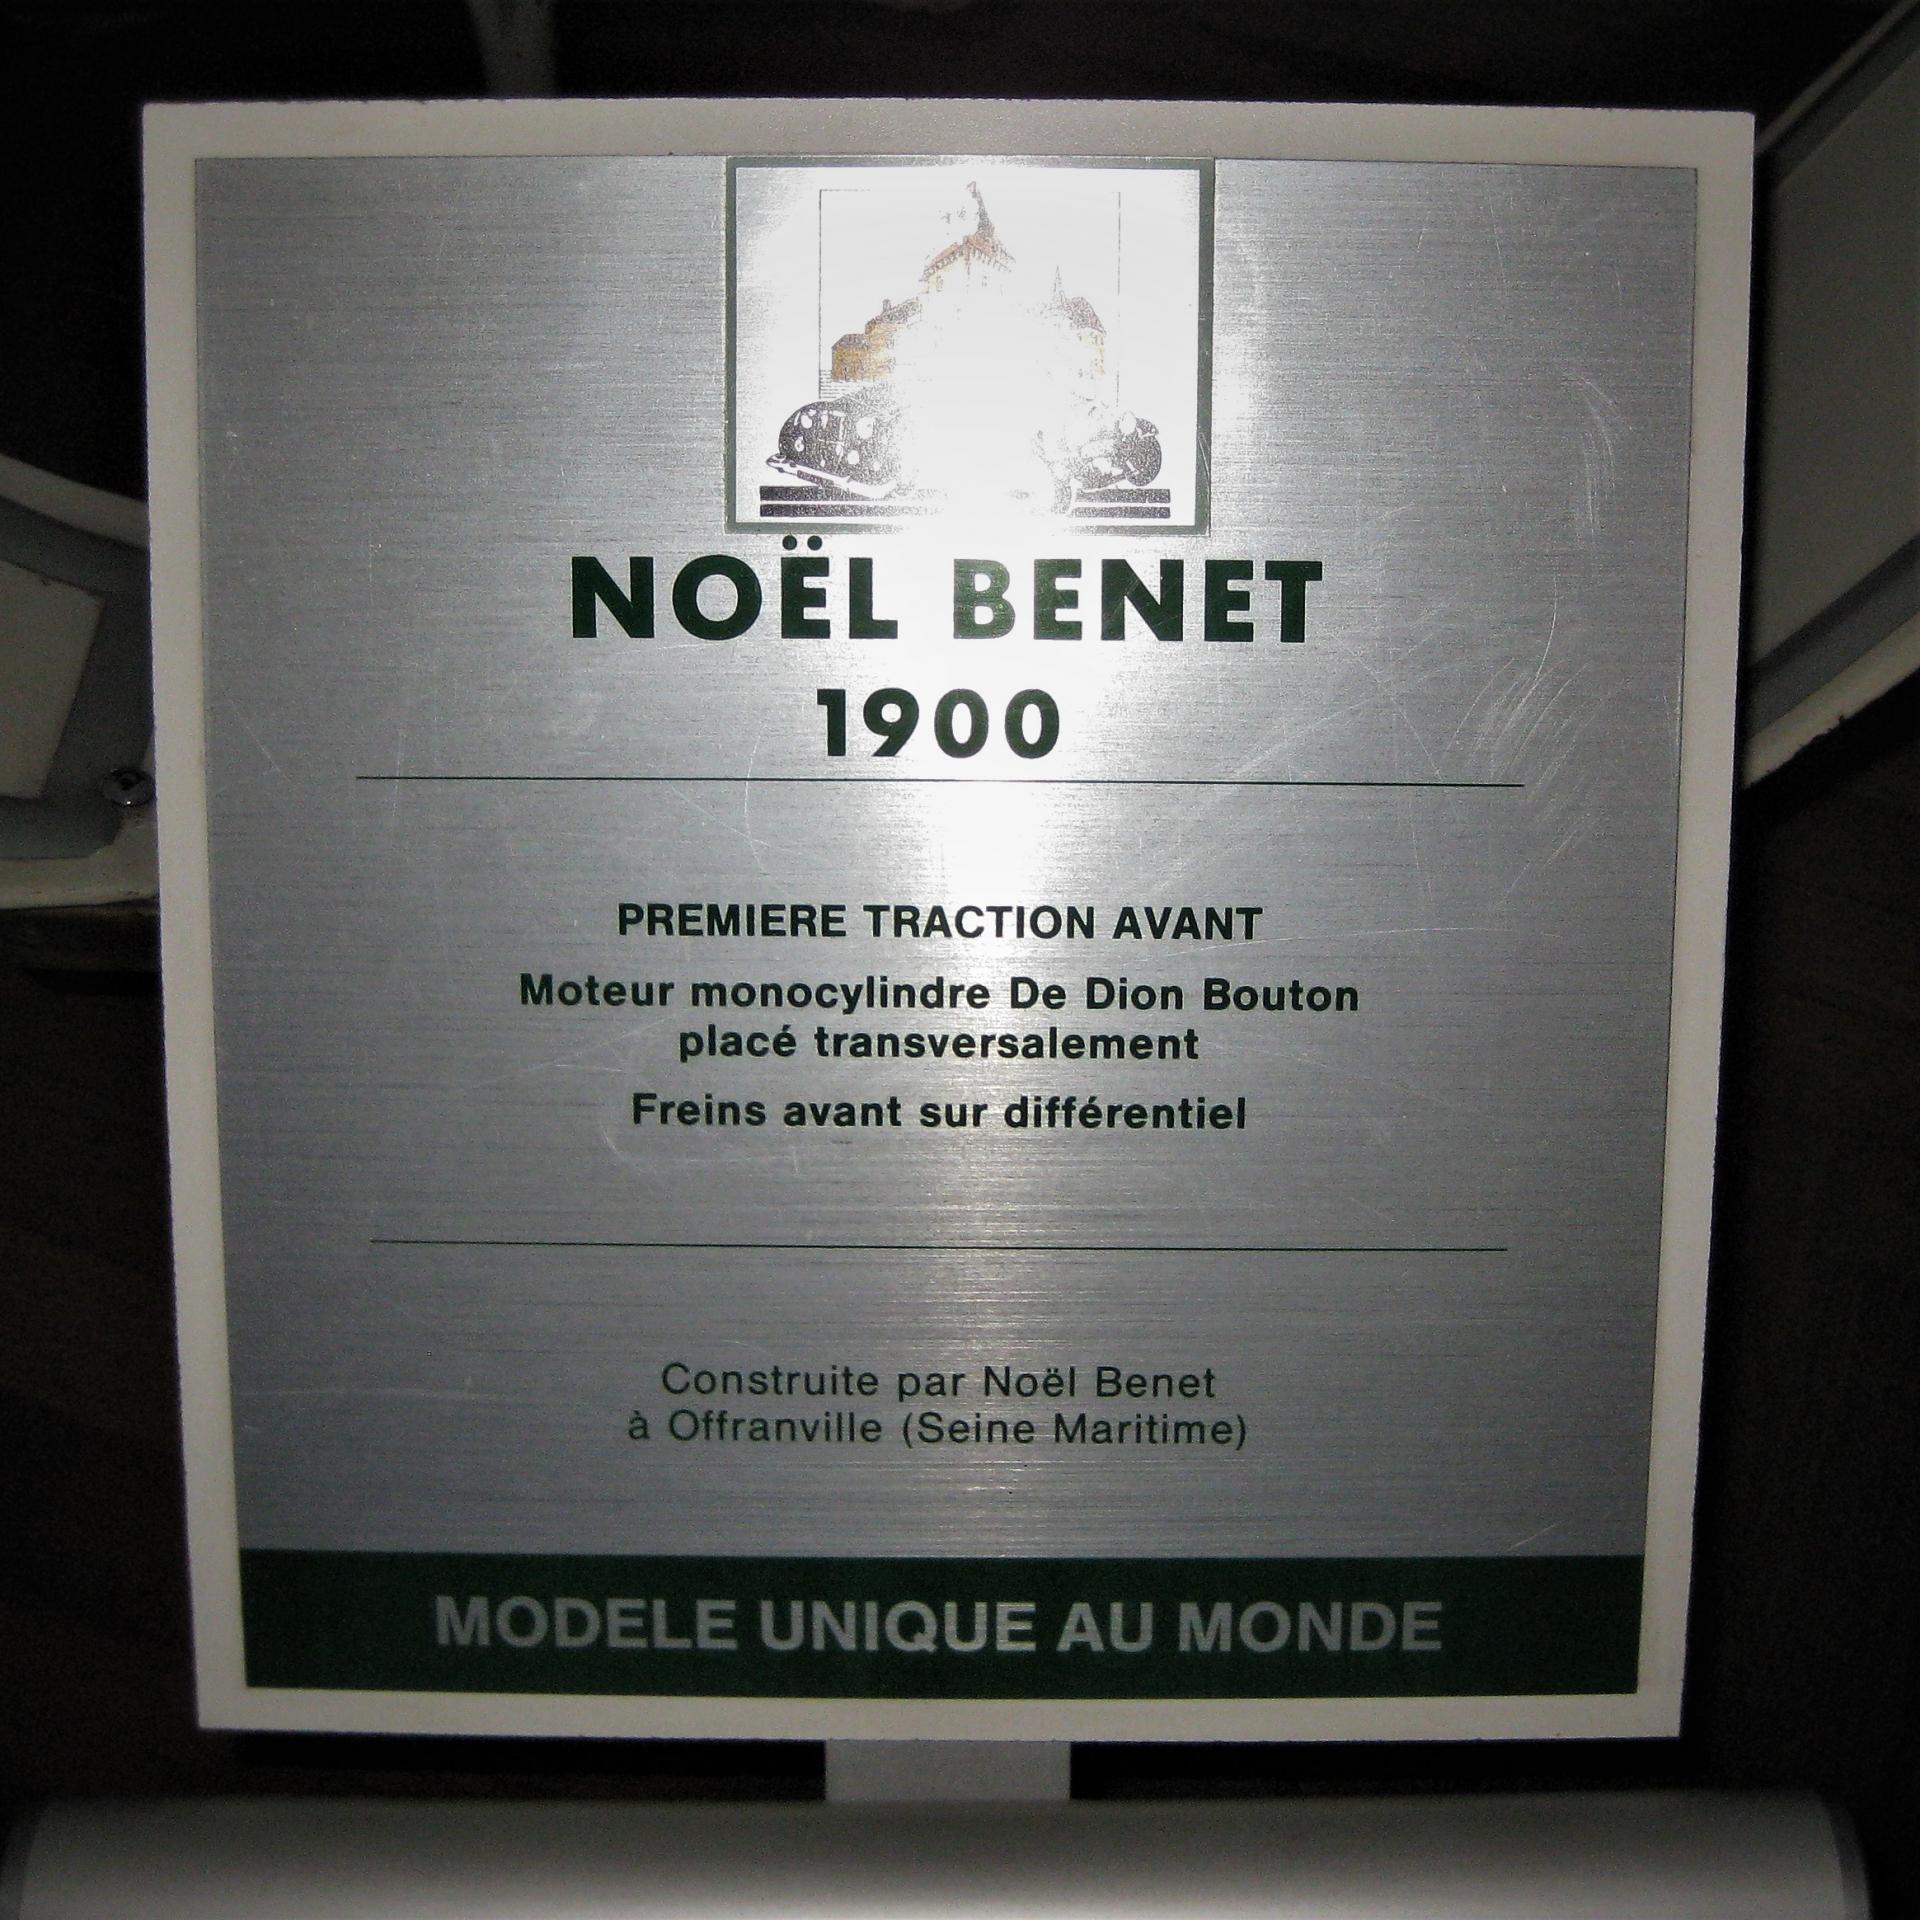 NOËL BENET
1900
PREMIERE TRACTION AVANT
Moteur monocylindre De Dion Bouton
placé transversalement
Freins avant sur différentiel
Construite par Noël Benet
à Offranville (Seine Maritime)
MODELE UNIQUE AU MONDE